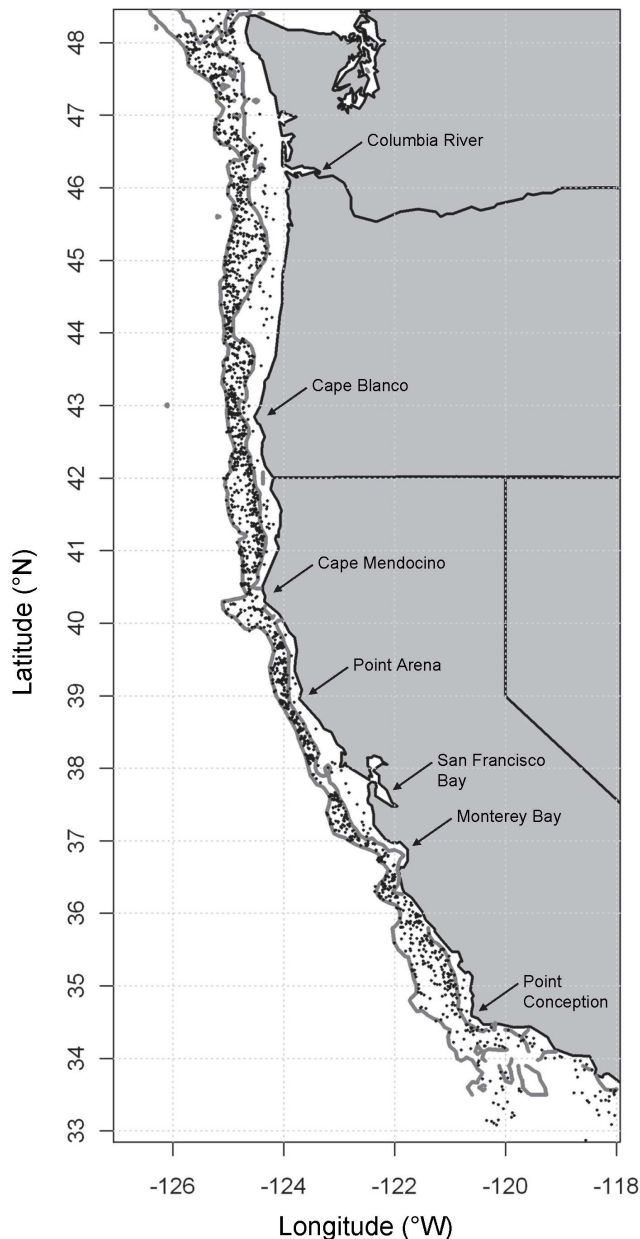 48
47
Columbia River
46
45
44
Cape Blanco
43
42
41
Cape Mendocino
40
Point Arena
39
San Francisco
Bay
38
Monterey Bay
37
36
35
Point
Conception
34
33
Latitude (°N)
-126 -124 -122 -120 -118
Longitude (°W)